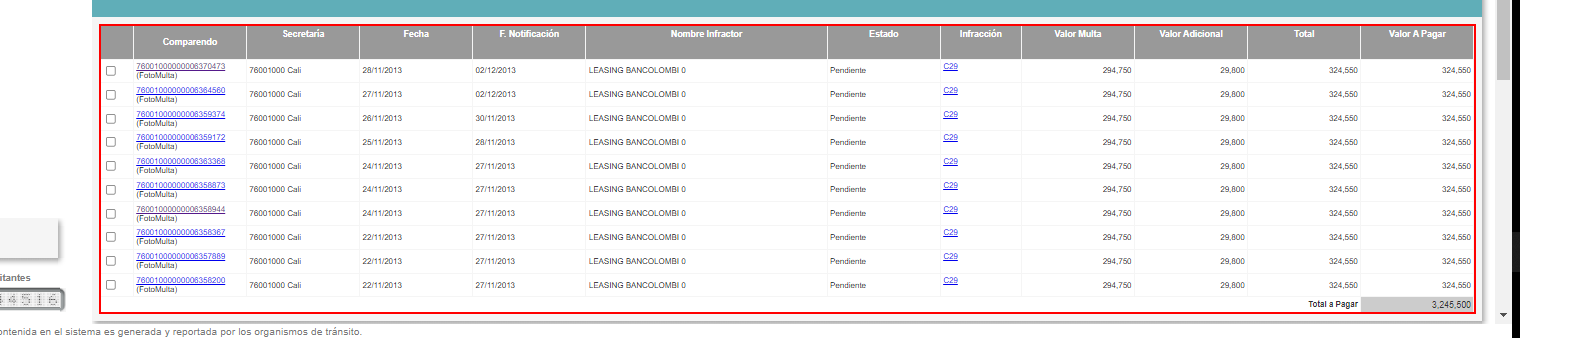 Comparendo Secretaría Fecha F. Notificación Nombre Infractor Estado Infracción Valor Multa Valor Adicional Total Valor A Pagar
76001000000006370473 (FotoMulta) 76001000 Cali 28/11/2013 02/12/2013 LEASING BANCOLOMBI 0 Pendiente C29 294,750 29,800 324,550 324,550
76001000000006364560 (FotoMulta) 76001000 Cali 27/11/2013 02/12/2013 LEASING BANCOLOMBI 0 Pendiente C29 294,750 29,800 324,550 324,550
76001000000006359374 (FotoMulta) 76001000 Cali 26/11/2013 30/11/2013 LEASING BANCOLOMBI 0 Pendiente C29 294,750 29,800 324,550 324,550
76001000000006359172 (FotoMulta) 76001000 Cali 25/11/2013 28/11/2013 LEASING BANCOLOMBI 0 Pendiente C29 294,750 29,800 324,550 324,550
76001000000006363368 (FotoMulta) 76001000 Cali 24/11/2013 27/11/2013 LEASING BANCOLOMBI 0 Pendiente C29 294,750 29,800 324,550 324,550
76001000000006358873 (FotoMulta) 76001000 Cali 24/11/2013 27/11/2013 LEASING BANCOLOMBI 0 Pendiente C29 294,750 29,800 324,550 324,550
76001000000006358944 (FotoMulta) 76001000 Cali 24/11/2013 27/11/2013 LEASING BANCOLOMBI 0 Pendiente C29 294,750 29,800 324,550 324,550
76001000000006358367 (FotoMulta) 76001000 Cali 22/11/2013 27/11/2013 LEASING BANCOLOMBI 0 Pendiente C29 294,750 29,800 324,550 324,550
76001000000006357889 (FotoMulta) 76001000 Cali 22/11/2013 27/11/2013 LEASING BANCOLOMBI 0 Pendiente C29 294,750 29,800 324,550 324,550
76001000000006358200 (FotoMulta) 76001000 Cali 22/11/2013 27/11/2013 LEASING BANCOLOMBI 0 Pendiente C29 294,750 29,800 324,550 324,550
Total a Pagar 3,245,500
itantes
4516
ontenida en el sistema es generada y reportada por los organismos de tránsito.